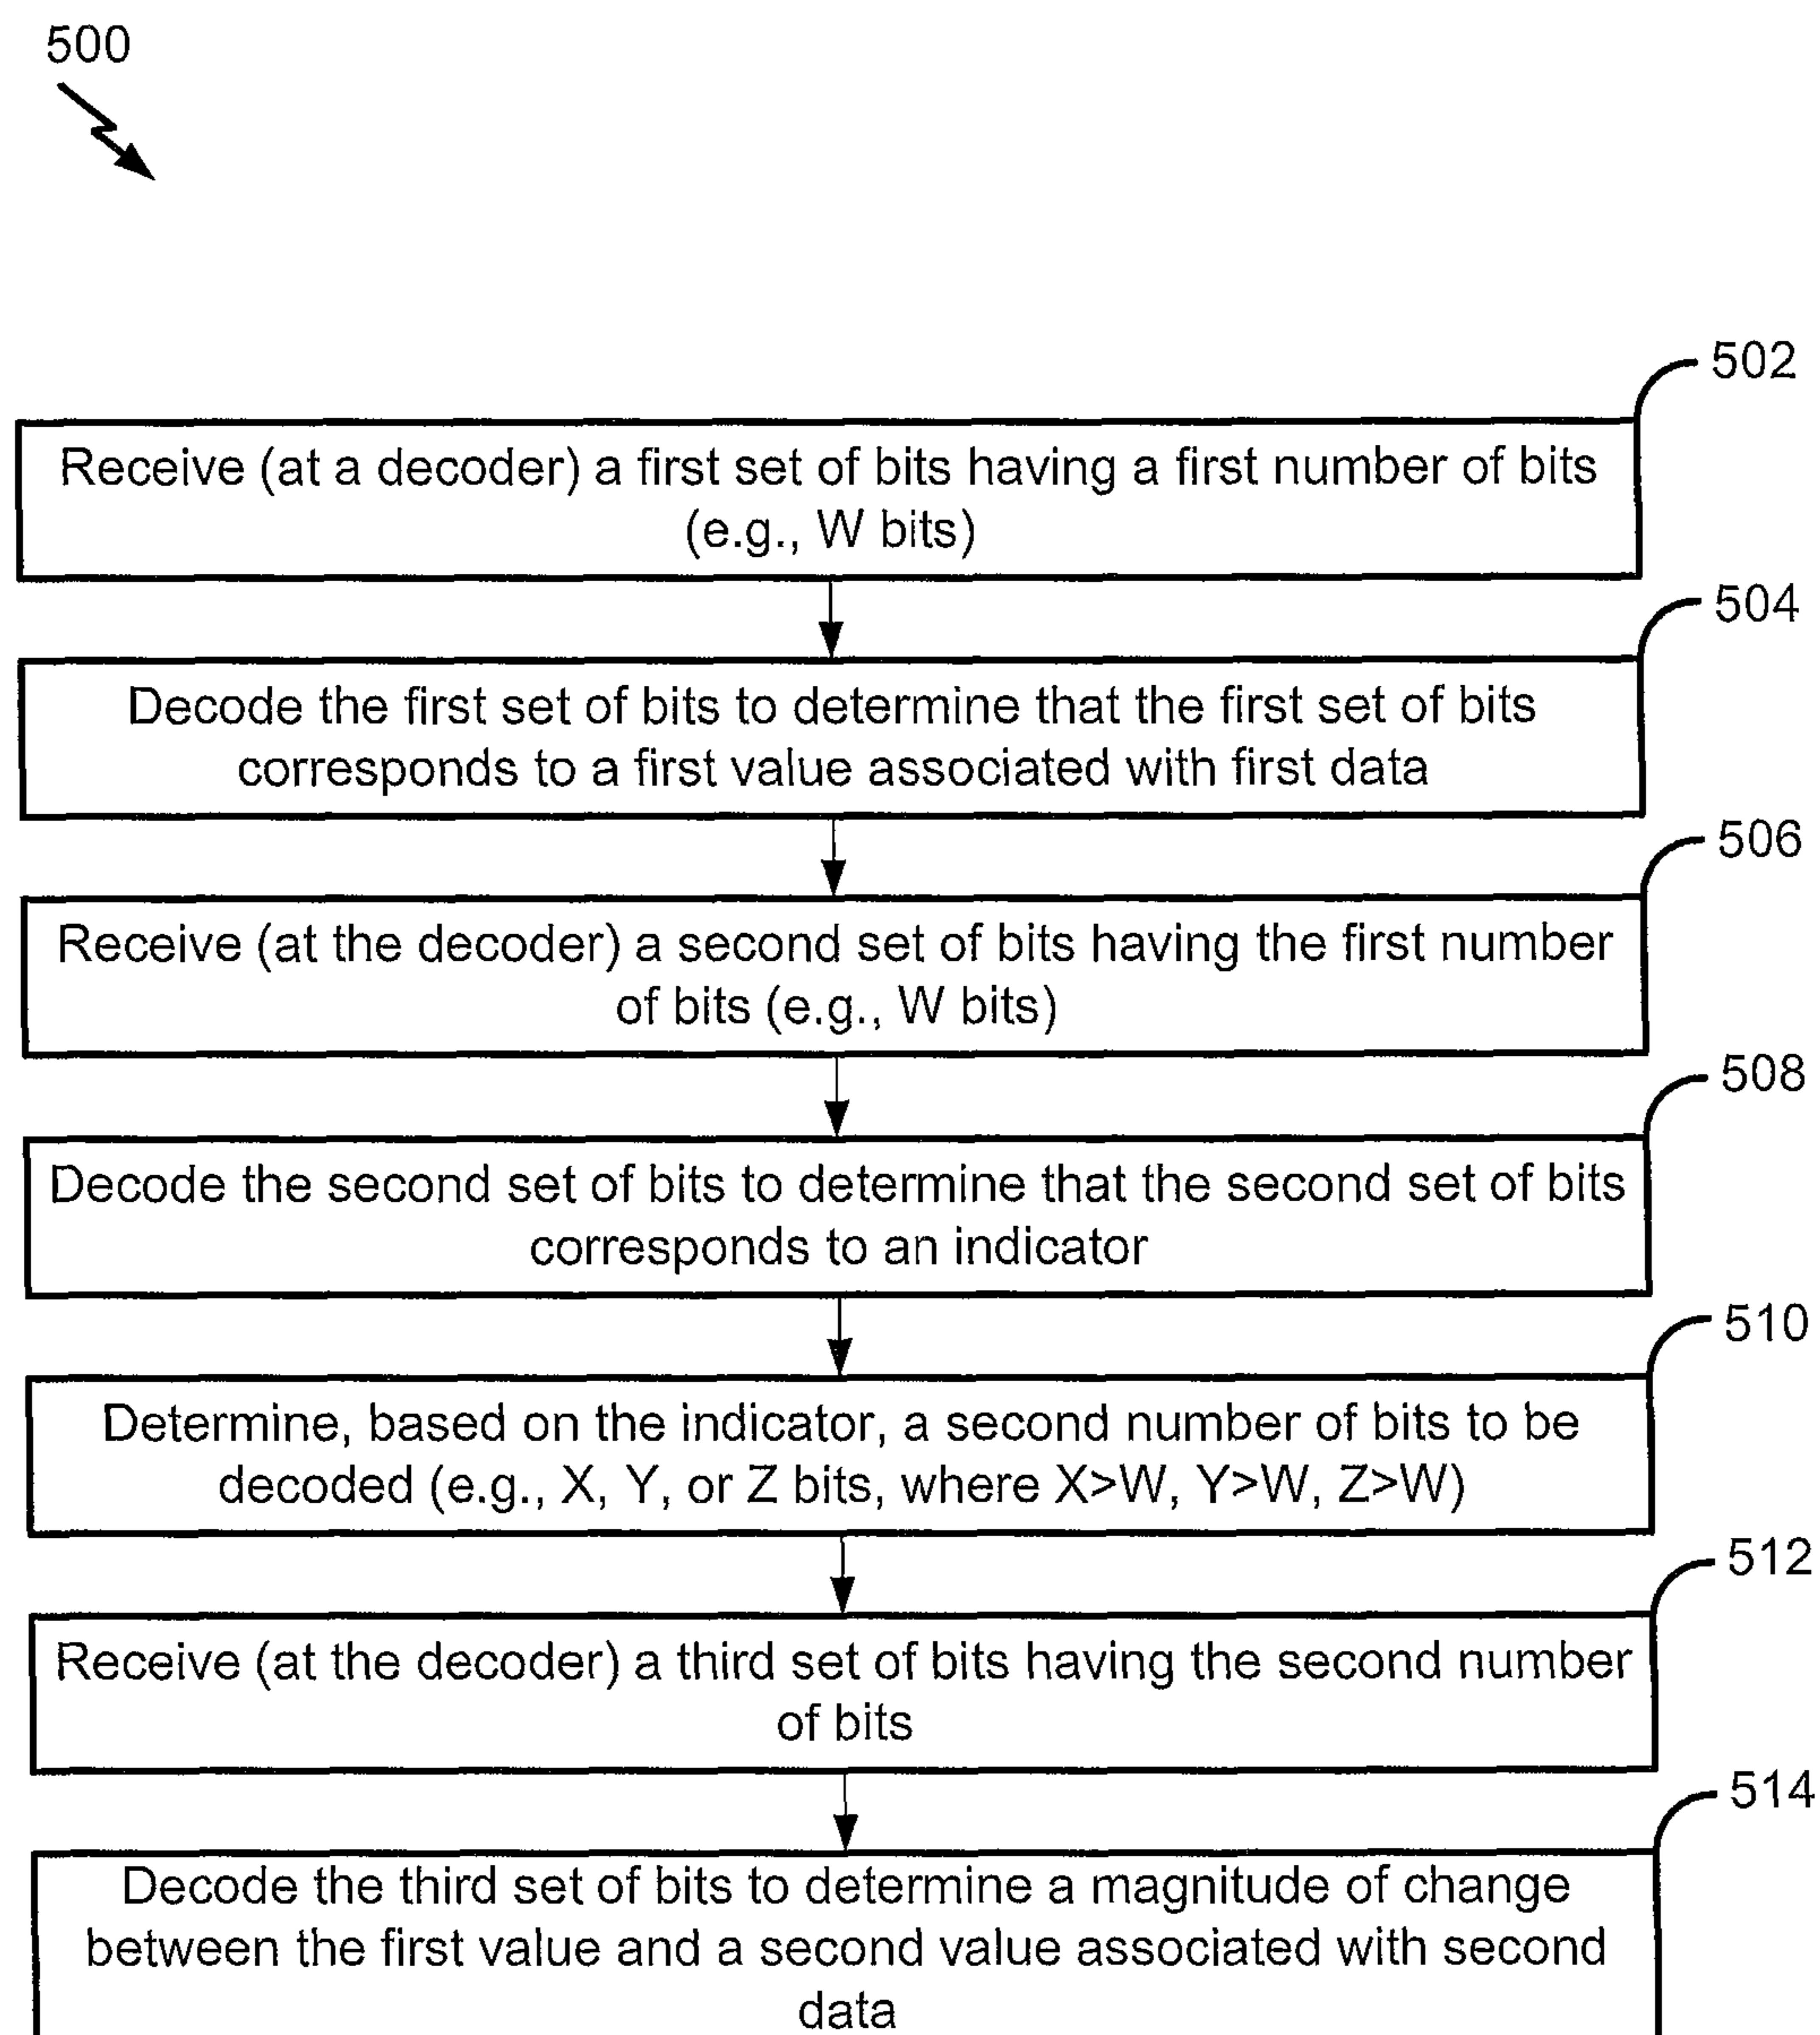 500
502
Receive (at a decoder) a first set of bits having a first number of bits
(e.g., W bits)
504
Decode the first set of bits to determine that the first set of bits
corresponds to a first value associated with first data
506
Receive (at the decoder) a second set of bits having the first number
of bits (e.g., W bits)
508
Decode the second set of bits to determine that the second set of bits
corresponds to an indicator
510
Determine, based on the indicator, a second number of bits to be
decoded (e.g., X, Y, or Z bits, where X>W, Y>W, Z>W)
512
Receive (at the decoder) a third set of bits having the second number
of bits
514
Decode the third set of bits to determine a magnitude of change
between the first value and a second value associated with second
data